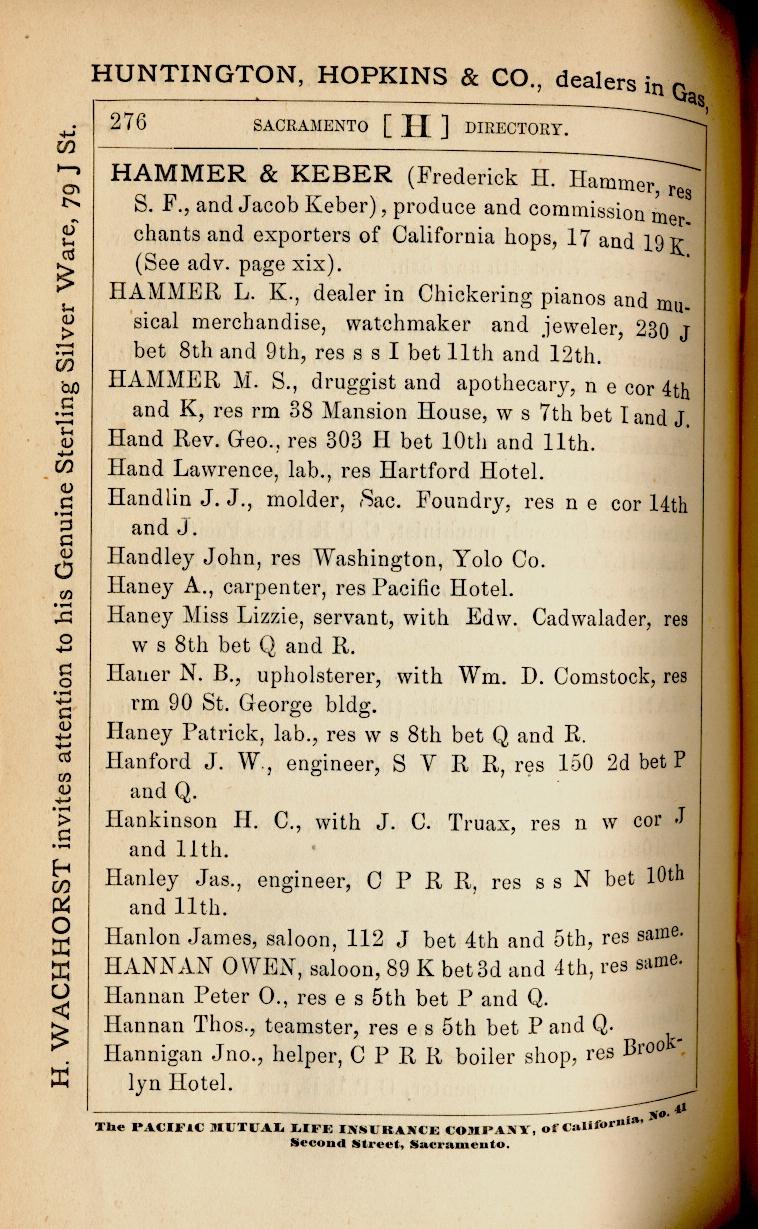 HUNTINGTON, HOPKINS & CO., dealers in Gas,
276 SACRAMENTO [ H ] DIRECTORY.
HAMMER & KEBER (Frederick H. Hammer, res
S. F., and Jacob Keber), produce and commission mer-
chants and exporters of California hops, 17 and 19 K.
(See adv. page xix).
HAMMER L. K., dealer in Chickering pianos and mu-
sical merchandise, watchmaker and jeweler, 230 J
bet 8th and 9th, res s s I bet 11th and 12th.
HAMMER M. S., druggist and apothecary, n e cor 4th
and K, res rm 38 Mansion House, w s 7th bet I and J.
Hand Rev. Geo., res 303 H bet 10th and 11th.
Hand Lawrence, lab., res Hartford Hotel.
Handlin J. J., molder, Sac. Foundry, res n e cor 14th
and J.
Handley John, res Washington, Yolo Co.
Haney A., carpenter, res Pacific Hotel.
Haney Miss Lizzie, servant, with Edw. Cadwalader, res
w s 8th bet Q and R.
Haner N. B., upholsterer, with Wm. D. Comstock, res
rm 90 St. George bldg.
Haney Patrick, lab., res w s 8th bet Q and R.
Hanford J. W., engineer, S V R R, res 150 2d bet P
and Q.
Hankinson H. C., with J. C. Truax, res n w cor J
and 11th.
Hanley Jas., engineer, C P R R, res s s N bet 10th
and 11th.
Hanlon James, saloon, 112 J bet 4th and 5th, res same.
HANNAN OWEN, saloon, 89 K bet 3d and 4th, res same.
Hannan Peter O., res e s 5th bet P and Q.
Hannan Thos., teamster, res e s 5th bet P and Q.
Hannigan Jno., helper, C P R R boiler shop, res Brook-
lyn Hotel.
The PACIFIC MUTUAL LIFE INSURANCE COMPANY, of California, No. 41
Second Street, Sacramento.
H. WACHHORST invites attention to his Genuine Sterling Silver Ware, 79 J St.